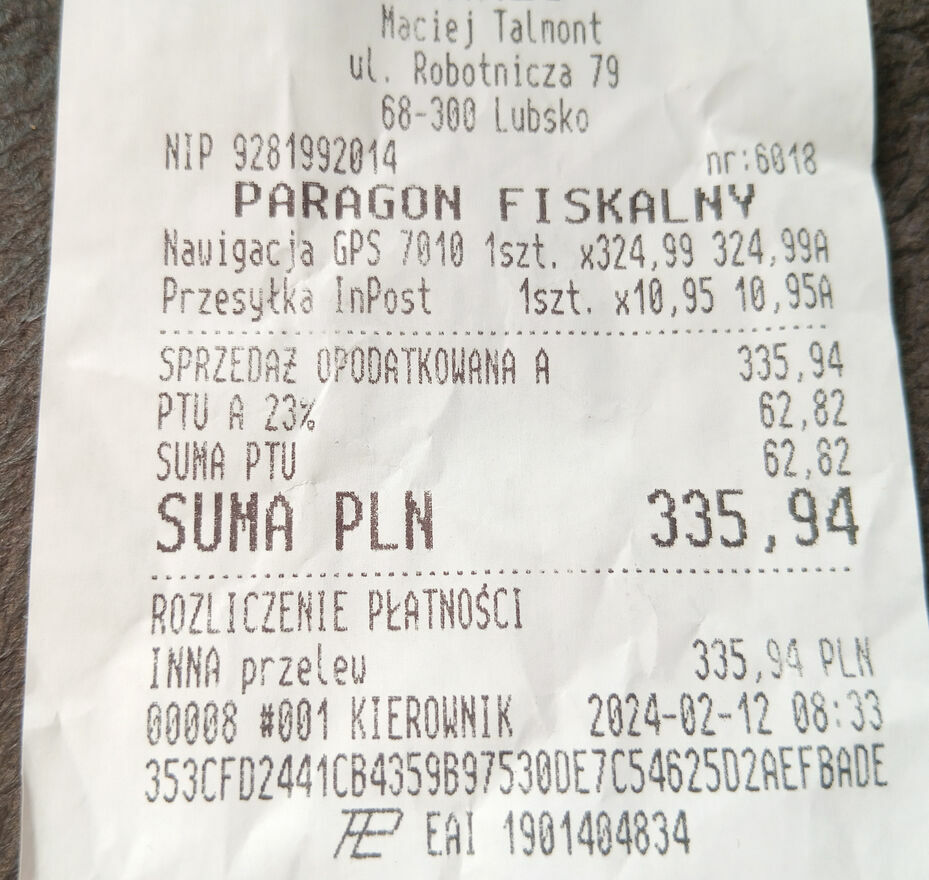 Maciej Talmont
ul. Robotnicza 79
68-300 Lubsko
NIP 9281992014 nr:6018
PARAGON FISKALNY
Nawigacja GPS 7010 1szt. x324,99 324,99A
Przesyłka InPost 1szt. x10,95 10,95A
SPRZEDAŻ OPODATKOWANA A 335,94
PTU A 23% 62,82
SUMA PTU 62,82
SUMA PLN 335,94
ROZLICZENIE PŁATNOŚCI
INNA przelew 335,94 PLN
00008 #001 KIEROWNIK 2024-02-12 08:33
353CFD2441CB4359B97530DE7C54625D2AEFBADE
EAI 1901404834